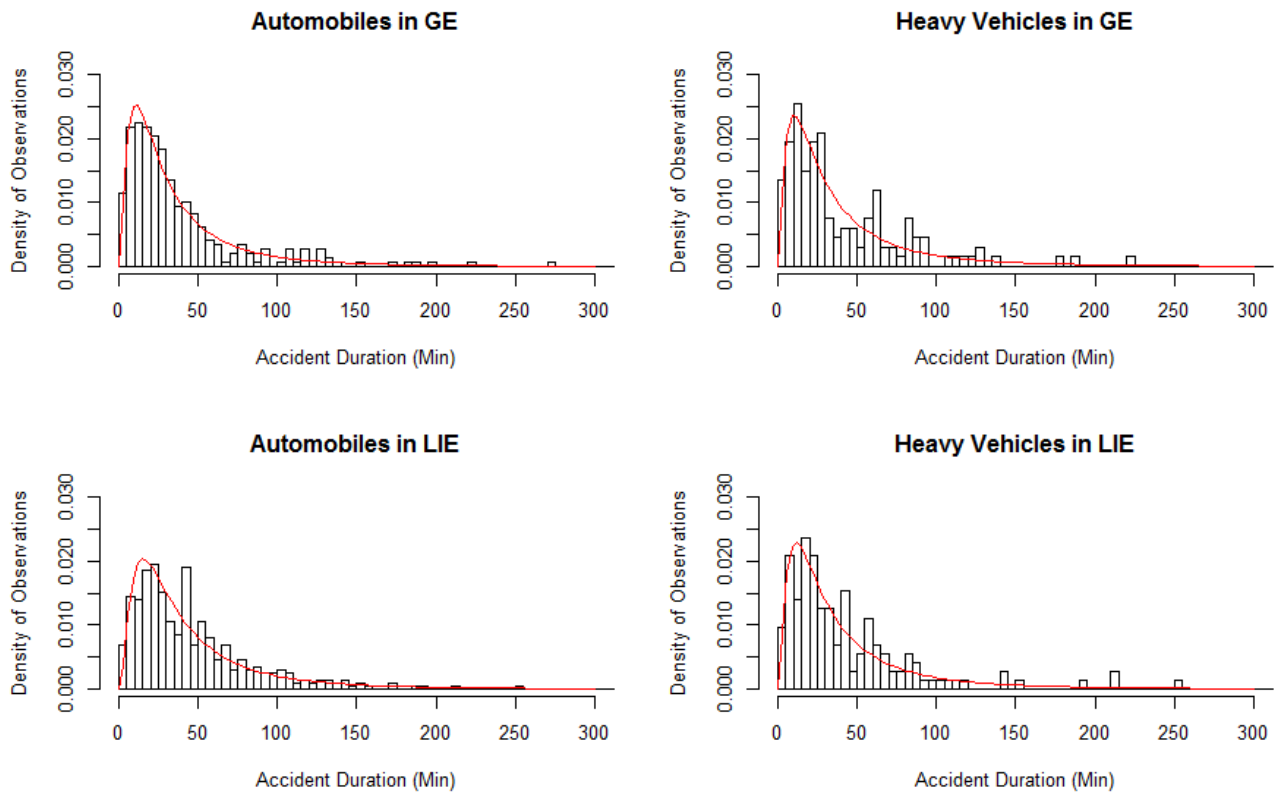 Automobiles in GE
Density of Observations
0.000 0.010 0.020 0.030
0 50 100 150 200 250 300
Accident Duration (Min)
Heavy Vehicles in GE
Density of Observations
0.000 0.010 0.020 0.030
0 50 100 150 200 250 300
Accident Duration (Min)
Automobiles in LIE
Density of Observations
0.000 0.010 0.020 0.030
0 50 100 150 200 250 300
Accident Duration (Min)
Heavy Vehicles in LIE
Density of Observations
0.000 0.010 0.020 0.030
0 50 100 150 200 250 300
Accident Duration (Min)